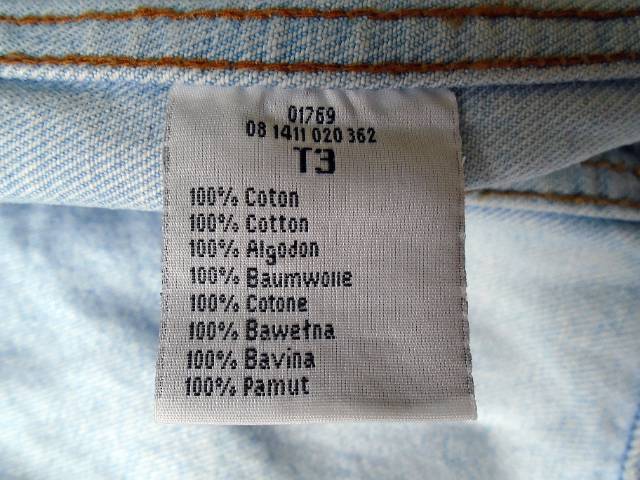 01769
08 1411 020 362
T3
100% Coton
100% Cotton
100% Algodon
100% Baumwolle
100% Cotone
100% Bawełna
100% Bavina
100% Pamut